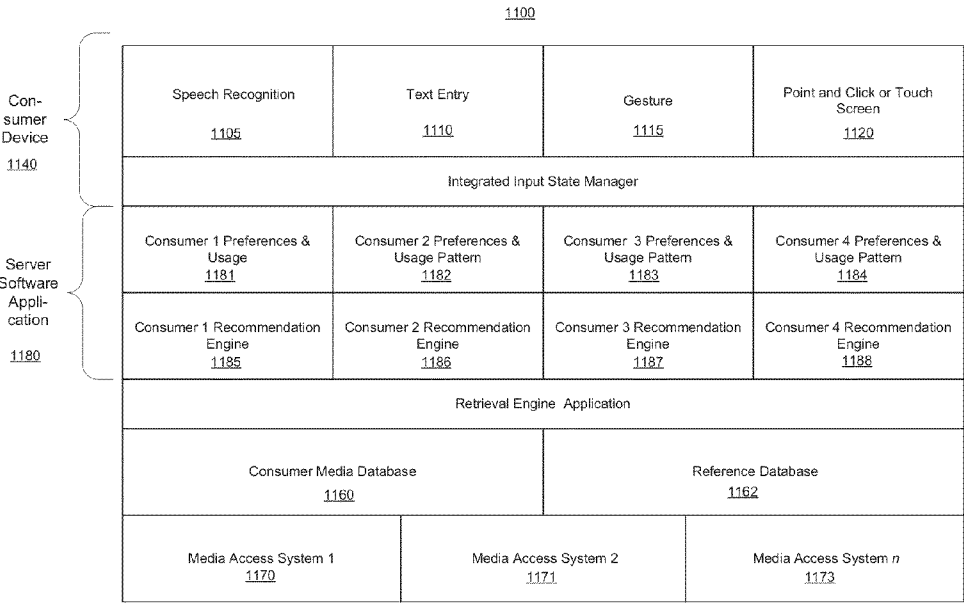 1100
Con-
sumer
Device
1140
Speech Recognition
1105
Text Entry
1110
Gesture
1115
Point and Click or Touch
Screen
1120
Integrated Input State Manager
Server
Software
Appli-
cation
1180
Consumer 1 Preferences &
Usage
1181
Consumer 2 Preferences &
Usage Pattern
1182
Consumer 3 Preferences &
Usage Pattern
1183
Consumer 4 Preferences &
Usage Pattern
1184
Consumer 1 Recommendation
Engine
1185
Consumer 2 Recommendation
Engine
1186
Consumer 3 Recommendation
Engine
1187
Consumer 4 Recommendation
Engine
1188
Retrieval Engine Application
Consumer Media Database
1160
Reference Database
1162
Media Access System 1
1170
Media Access System 2
1171
Media Access System n
1173